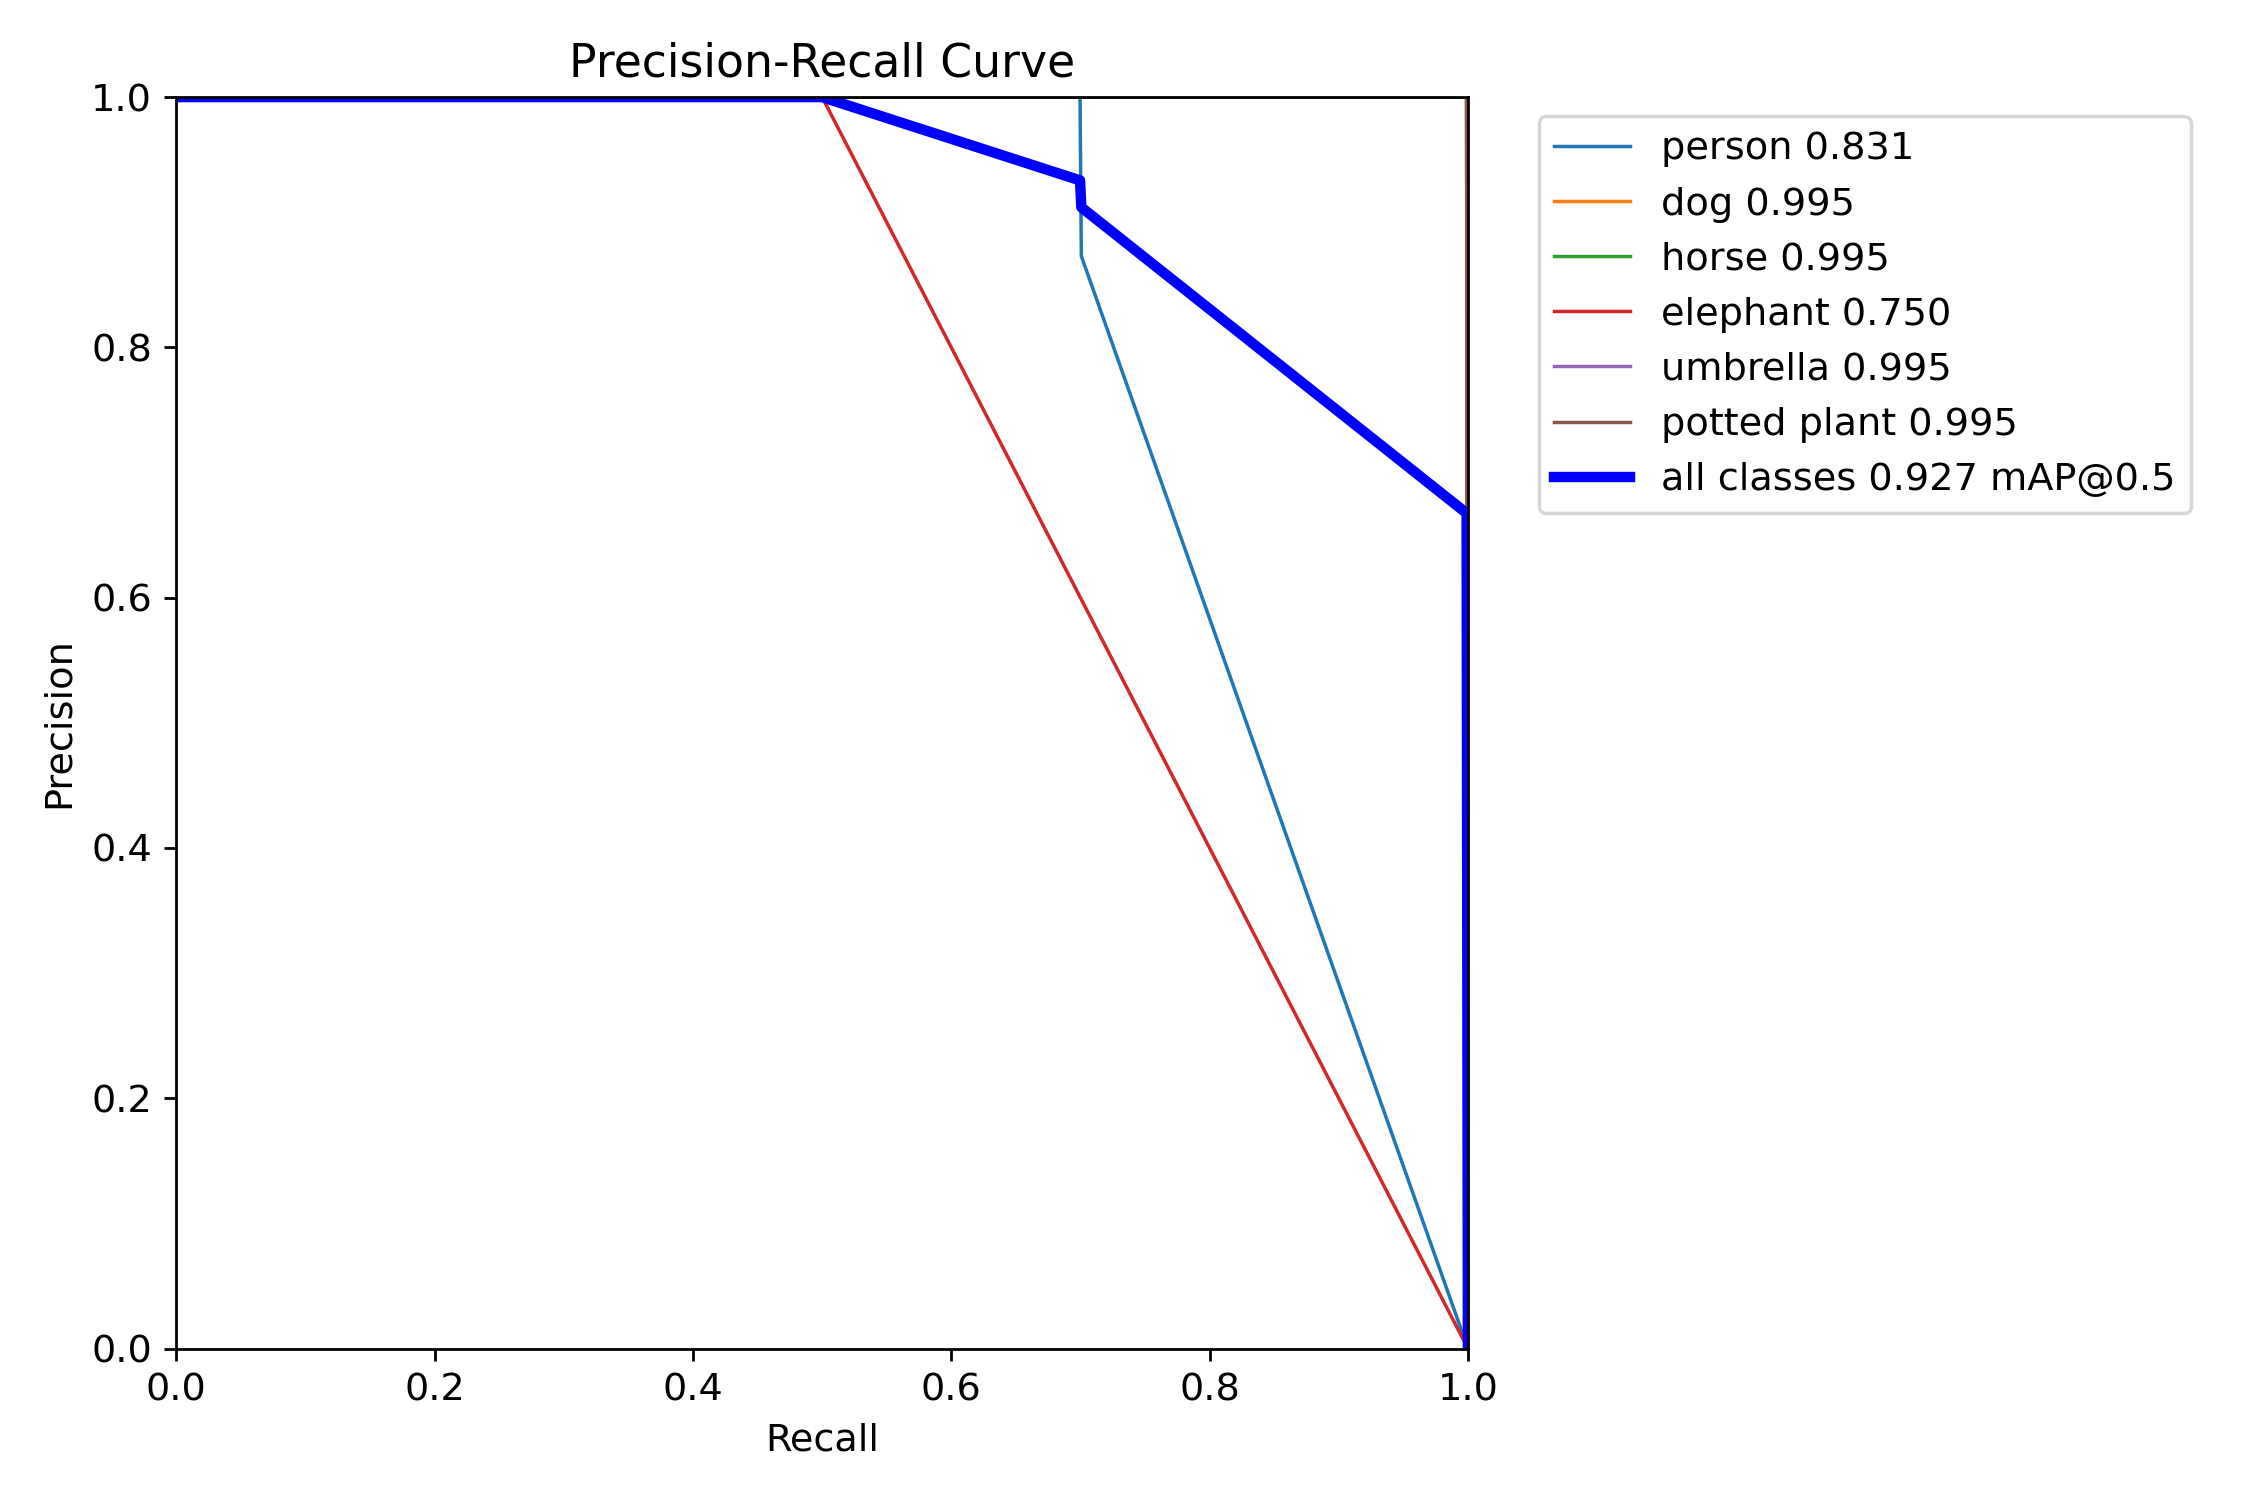 Precision-Recall Curve
1.0
0.8
0.6
0.4
0.2
0.0
Precision
0.0 0.2 0.4 0.6 0.8 1.0
Recall
person 0.831
dog 0.995
horse 0.995
elephant 0.750
umbrella 0.995
potted plant 0.995
all classes 0.927 mAP@0.5